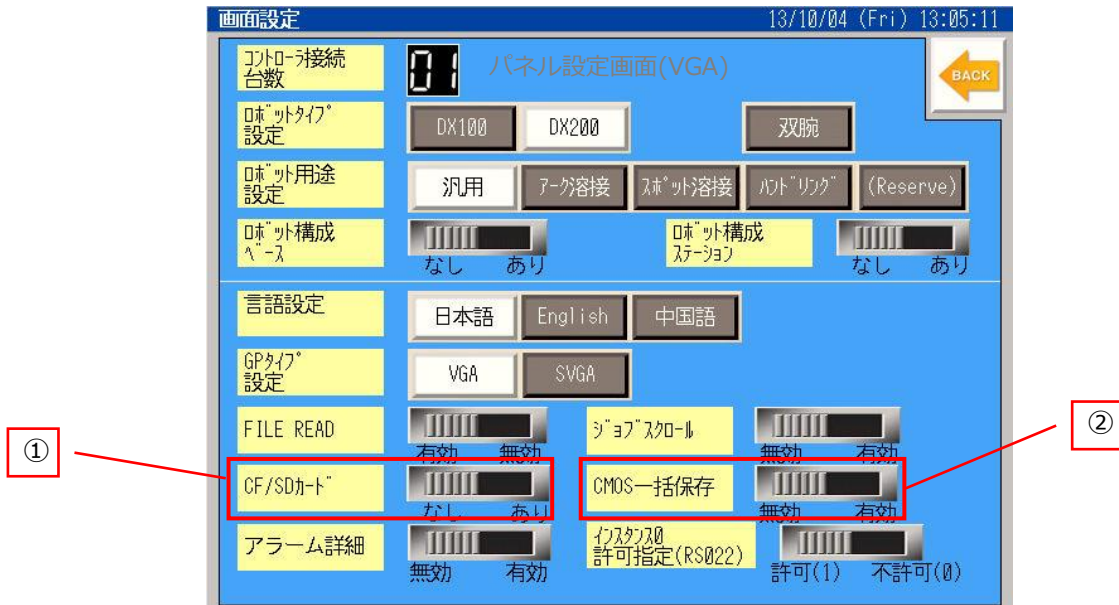 画面設定 13/10/04 (Fri) 13:05:11
コントローラ接続
台数
01
パネル設定画面(VGA)
BACK
ロボットタイプ
設定
DX100 DX200 双腕
ロボット用途
設定
汎用 アーク溶接 スポット溶接 ハンドリング (Reserve)
ロボット構成
ベース
なし あり
ロボット構成
ステーション
なし あり
言語設定
日本語 English 中国語
GPタイプ
設定
VGA SVGA
FILE READ
有効 無効
ジョブスクロール
無効 有効
①
CF/SDカード
なし あり
CMOS一括保存
無効 有効
②
アラーム詳細
無効 有効
インスタンス0
許可指定(RS022)
許可(1) 不許可(0)